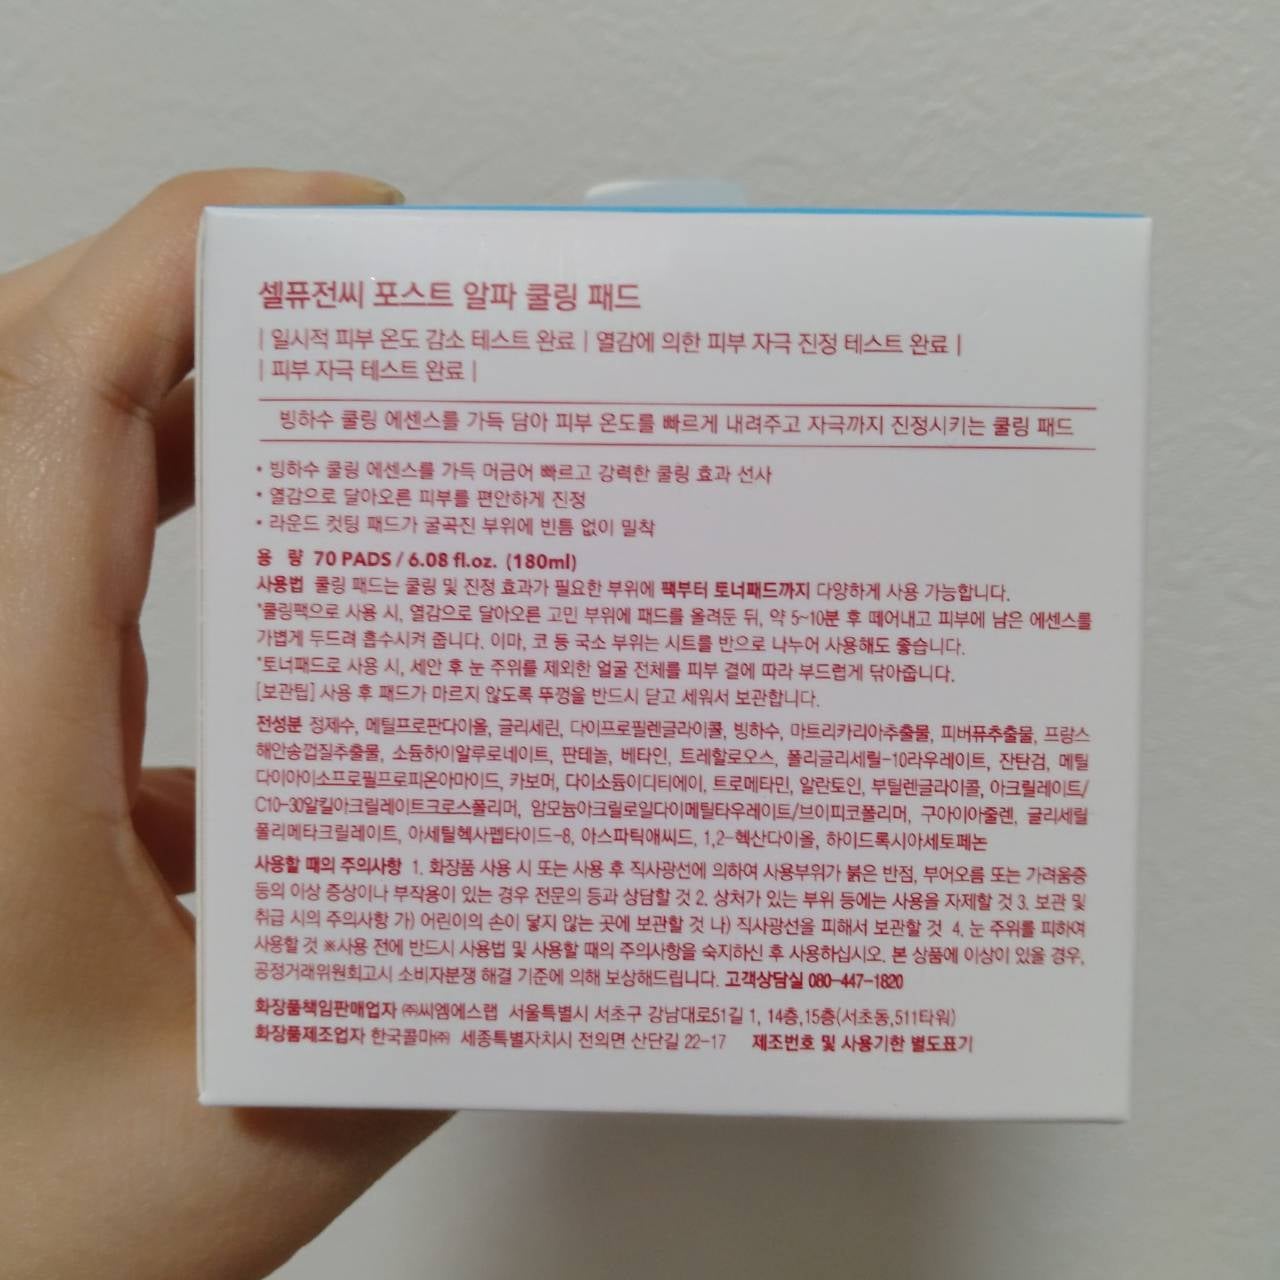 셀퓨전씨 포스트 알파 쿨링 패드
| 일시적 피부 온도 감소 테스트 완료 | 열감에 의한 피부 자극 진정 테스트 완료 |
| 피부 자극 테스트 완료 |
빙하수 쿨링 에센스를 가득 담아 피부 온도를 빠르게 내려주고 자극까지 진정시키는 쿨링 패드
• 빙하수 쿨링 에센스를 가득 머금어 빠르고 강력한 쿨링 효과 선사
• 열감으로 달아오른 피부를 편안하게 진정
• 라운드 컷팅 패드가 굴곡진 부위에 빈틈 없이 밀착
용 량 70 PADS / 6.08 fl.oz. (180ml)
사용법 쿨링 패드는 쿨링 및 진정 효과가 필요한 부위에 팩부터 토너패드까지 다양하게 사용 가능합니다.
*쿨링팩으로 사용 시, 열감으로 달아오른 고민 부위에 패드를 올려둔 뒤, 약 5~10분 후 떼어내고 피부에 남은 에센스를
가볍게 두드려 흡수시켜 줍니다. 이마, 코 등 국소 부위는 시트를 반으로 나누어 사용해도 좋습니다.
*토너패드로 사용 시, 세안 후 눈 주위를 제외한 얼굴 전체를 피부 결에 따라 부드럽게 닦아줍니다.
[보관팁] 사용 후 패드가 마르지 않도록 뚜껑을 반드시 닫고 세워서 보관합니다.
전성분 정제수, 메틸프로판다이올, 글리세린, 다이프로필렌글라이콜, 빙하수, 마트리카리아추출물, 피버퓨추출물, 프랑스
해안송껍질추출물, 소듐하이알루로네이트, 판테놀, 베타인, 트레할로오스, 폴리글리세릴-10라우레이트, 잔탄검, 메틸
다이아이소프로필프로피온아마이드, 카보머, 다이소듐이디티에이, 트로메타민, 알란토인, 부틸렌글라이콜, 아크릴레이트/
C10-30알킬아크릴레이트크로스폴리머, 암모늄아크릴로일다이메틸타우레이트/브이피코폴리머, 구아이아줄렌, 글리세릴
폴리메타크릴레이트, 아세틸헥사펩타이드-8, 아스파틱애씨드, 1,2-헥산다이올, 하이드록시아세토페논
사용할 때의 주의사항 1. 화장품 사용 시 또는 사용 후 직사광선에 의하여 사용부위가 붉은 반점, 부어오름 또는 가려움증
등의 이상 증상이나 부작용이 있는 경우 전문의 등과 상담할 것 2. 상처가 있는 부위 등에는 사용을 자제할 것 3. 보관 및
취급 시의 주의사항 가) 어린이의 손이 닿지 않는 곳에 보관할 것 나) 직사광선을 피해서 보관할 것 4. 눈 주위를 피하여
사용할 것 ※사용 전에 반드시 사용법 및 사용할 때의 주의사항을 숙지하신 후 사용하십시오. 본 상품에 이상이 있을 경우,
공정거래위원회고시 소비자분쟁 해결 기준에 의해 보상해드립니다. 고객상담실 080-447-1820
화장품책임판매업자 ㈜씨엠에스랩 서울특별시 서초구 강남대로51길 1, 14층,15층(서초동,511타워)
화장품제조업자 한국콜마㈜ 세종특별자치시 전의면 산단길 22-17 제조번호 및 사용기한 별도표기